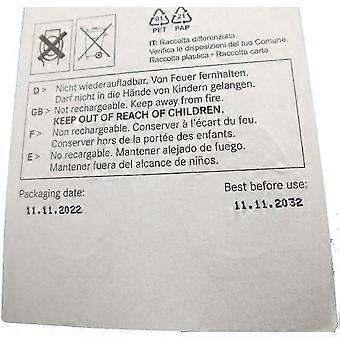 01 21
PET PAP
IT: Raccolta differenziata.
Verifica le disposizioni del tuo Comune.
Raccolta plastica - Raccolta carta
D > Nicht wiederaufladbar. Von Feuer fernhalten.
Darf nicht in die Hände von Kindern gelangen.
GB > Not rechargeable. Keep away from fire.
KEEP OUT OF REACH OF CHILDREN.
F > Non rechargeable. Conserver à l'écart du feu.
Conserver hors de la portée des enfants.
E > No recargable. Mantener alejado de fuego.
Mantener fuera del alcance de niños.
Packaging date: Best before use:
11.11.2022 11.11.2032